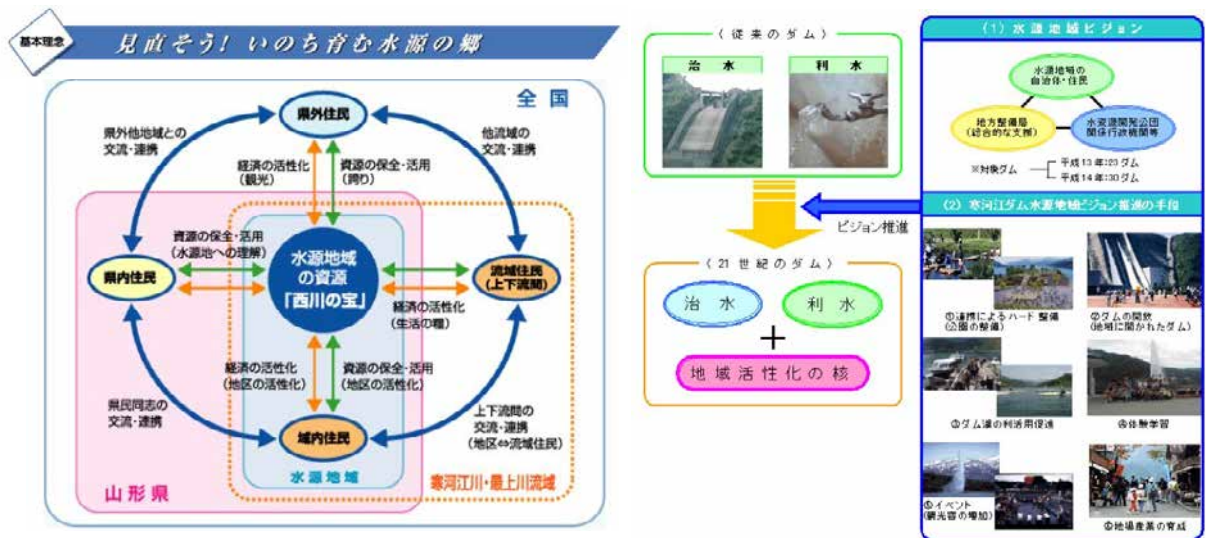 基本理念
見直そう！いのち育む水源の郷
全国
県外住民
県外他地域との
交流・連携
他流域の
交流・連携
経済の活性化
(観光)
資源の保全・活用
(誇り)
資源の保全・活用
(水源地への理解)
水源地域
の資源
「西川の宝」
県内住民
流域住民
(上下流間)
経済の活性化
(生活の糧)
経済の活性化
(地区の活性化)
資源の保全・活用
(地区の活性化)
県民同志の
交流・連携
上下流間の
交流・連携
(地区⇔流域住民)
域内住民
水源地域
山形県
寒河江川・最上川流域
〈従来のダム〉
治水
利水
ビジョン推進
〈21世紀のダム〉
治水
利水
＋
地域活性化の核
(1)水源地域ビジョン
水源地域の
自治体・住民
地方整備局
(総合的な支援)
水資源開発公団
関係行政機関等
※対象ダム
平成13年:23ダム
平成14年:30ダム
(2)寒河江ダム水源地域ビジョン推進の手段
①連携によるハード整備
(公園の整備)
②ダムの開放
(地域に開かれたダム)
③ダム湖の利活用促進
④体験学習
⑤イベント
(観光客の増加)
⑤地場産業の育成